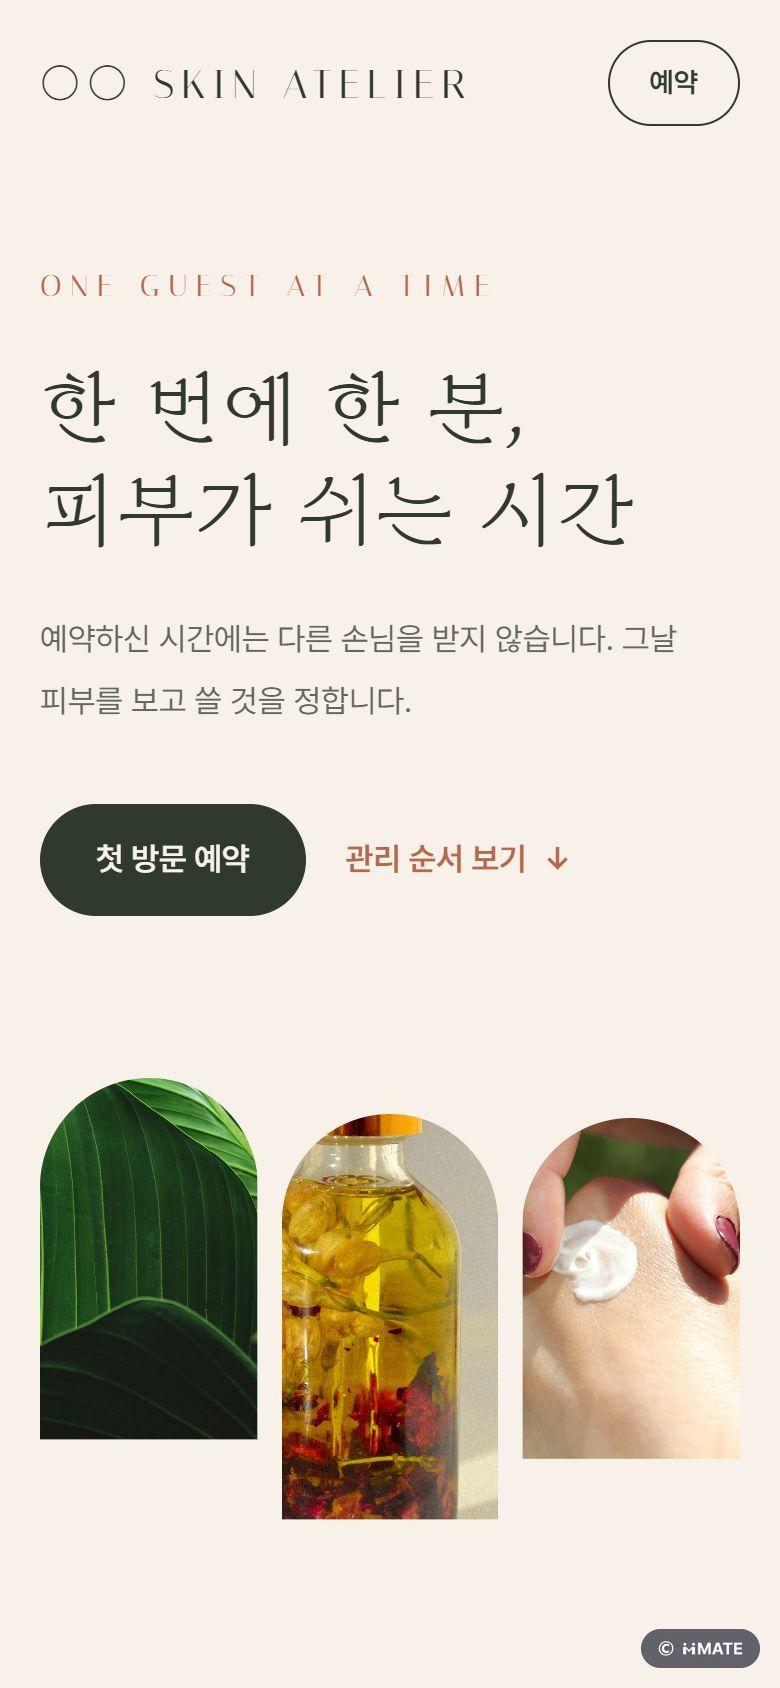 ○○ SKIN ATELIER
예약
ONE GUEST AT A TIME
한 번에 한 분,
피부가 쉬는 시간
예약하신 시간에는 다른 손님을 받지 않습니다. 그날
피부를 보고 쓸 것을 정합니다.
첫 방문 예약
관리 순서 보기 ↓
© MMATE